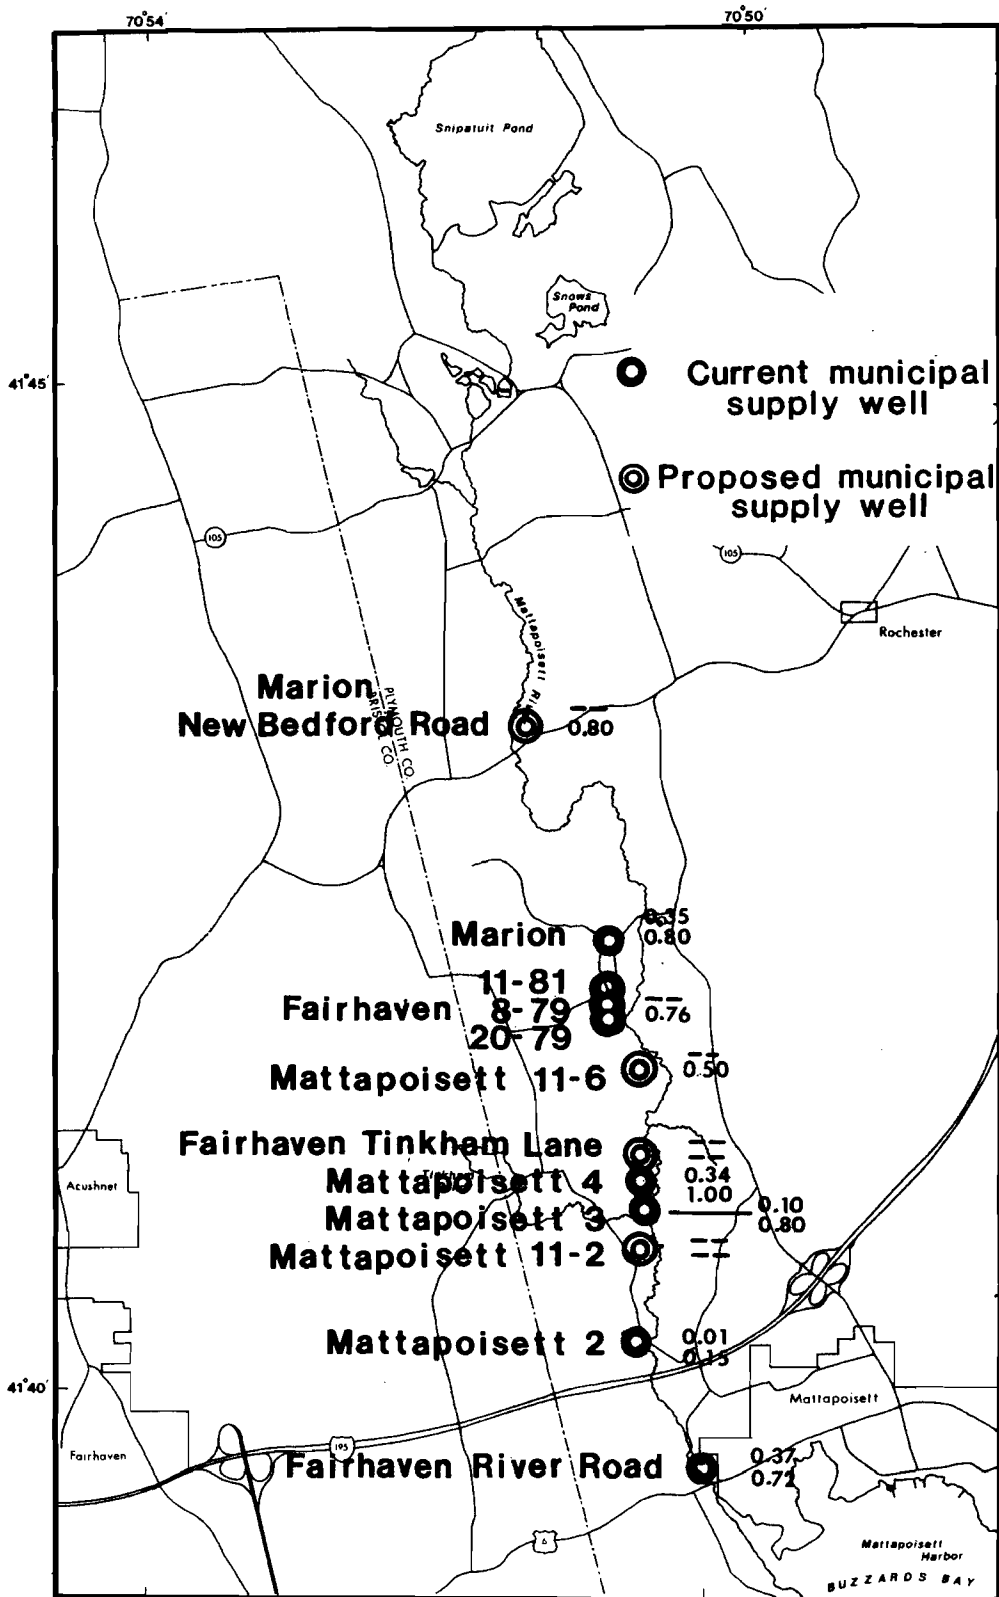 70°54'
70°50'
Snipatuit Pond
Snows
Pond
41°45'
Current municipal
supply well
Proposed municipal
supply well
105
105
Rochester
Mattapoisett
Marion
New Bedford Road
PLYMOUTH CO.
CO.
--
0.80
Marion
0.35
0.80
Fairhaven
11-81
8-79
20-79
--
0.76
Mattapoisett 11-6
--
0.50
Fairhaven Tinkham Lane
--
--
Acushnet
Mattapoisett 4
0.34
1.00
Mattapoisett 3
0.10
0.80
Mattapoisett 11-2
--
--
Mattapoisett 2
0.01
0.15
41°40'
Mattapoisett
Fairhaven
195
Fairhaven River Road
0.37
0.72
6
Mattapoisett
Harbor
BUZZARDS BAY